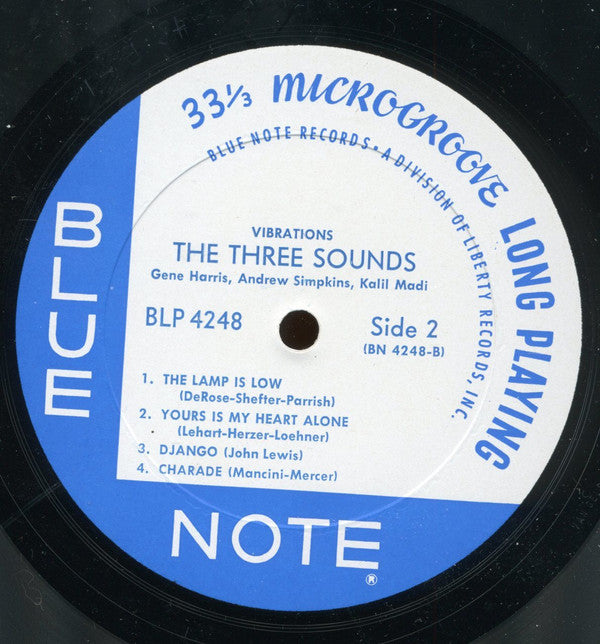 33⅓ MICROGROOVE LONG PLAYING
BLUE NOTE RECORDS • A DIVISION OF LIBERTY RECORDS, INC.
BLUE
VIBRATIONS
THE THREE SOUNDS
Gene Harris, Andrew Simpkins, Kalil Madi
BLP 4248
Side 2
(BN 4248-B)
1. THE LAMP IS LOW
(DeRose-Shefter-Parrish)
2. YOURS IS MY HEART ALONE
(Lehart-Herzer-Loehner)
3. DJANGO (John Lewis)
4. CHARADE (Mancini-Mercer)
NOTE®